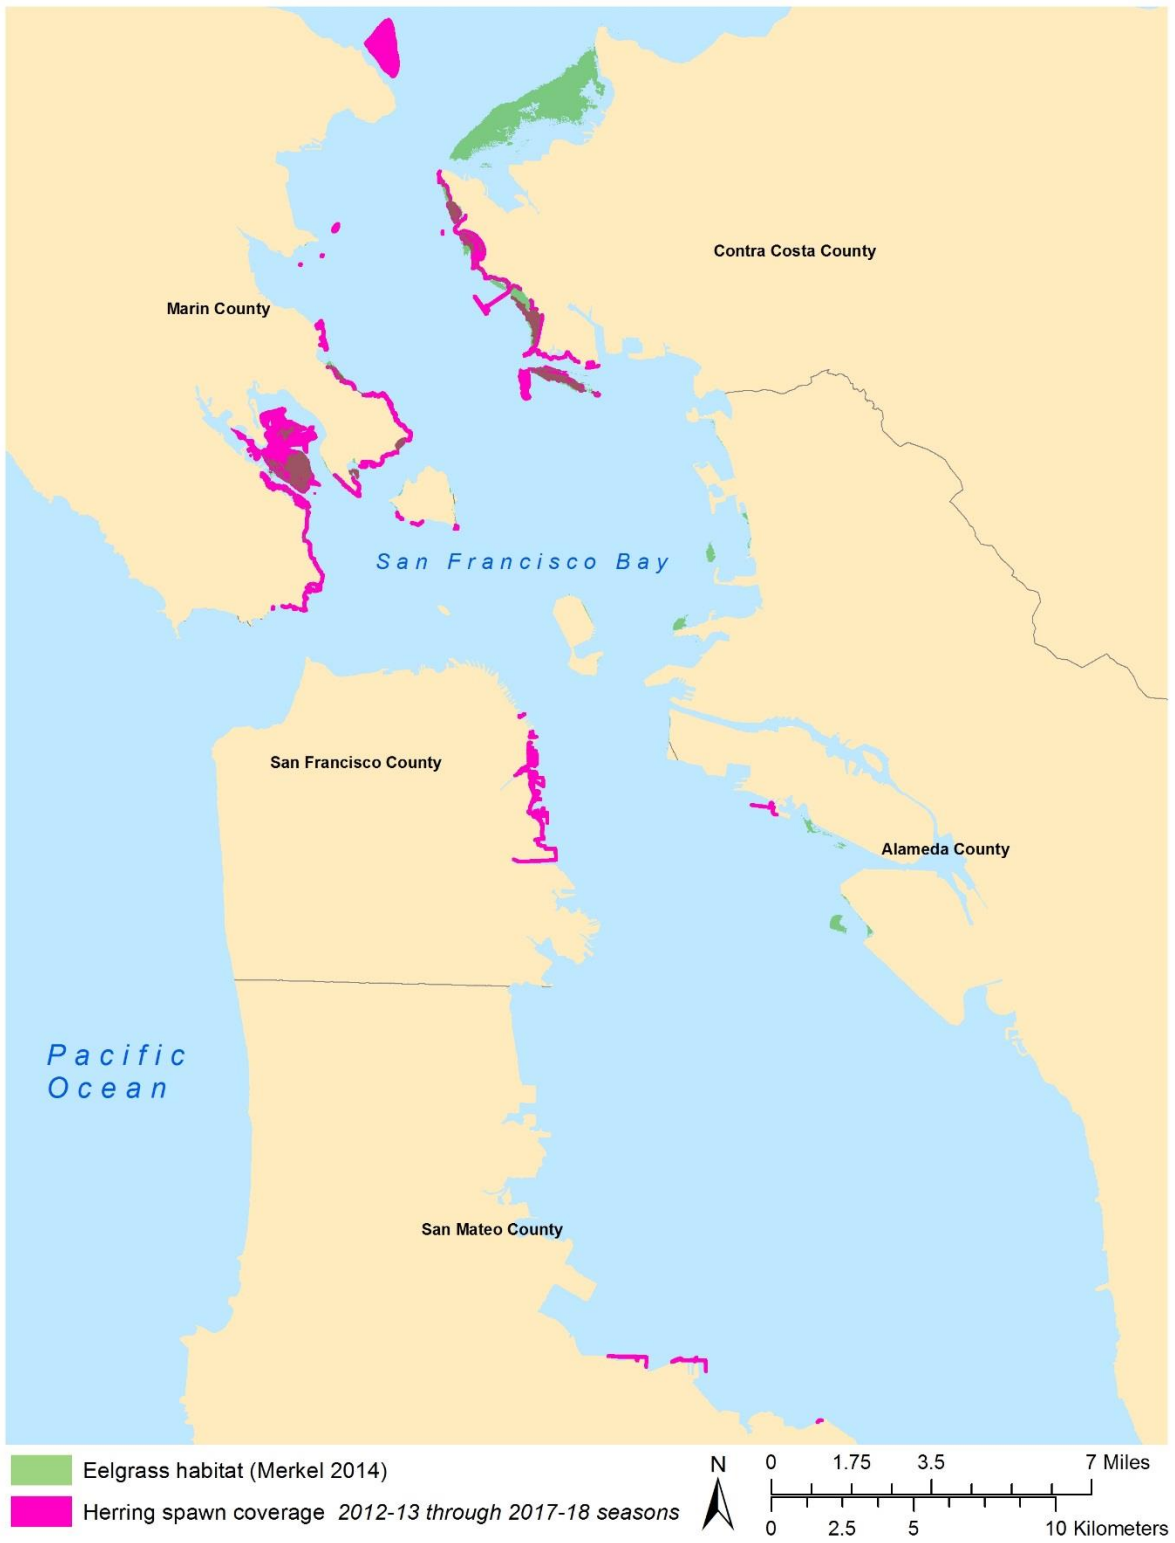 Contra Costa County
Marin County
San Francisco Bay
San Francisco County
Alameda County
Pacific
Ocean
San Mateo County
Eelgrass habitat (Merkel 2014)
Herring spawn coverage 2012-13 through 2017-18 seasons
N
0 1.75 3.5 7 Miles
0 2.5 5 10 Kilometers